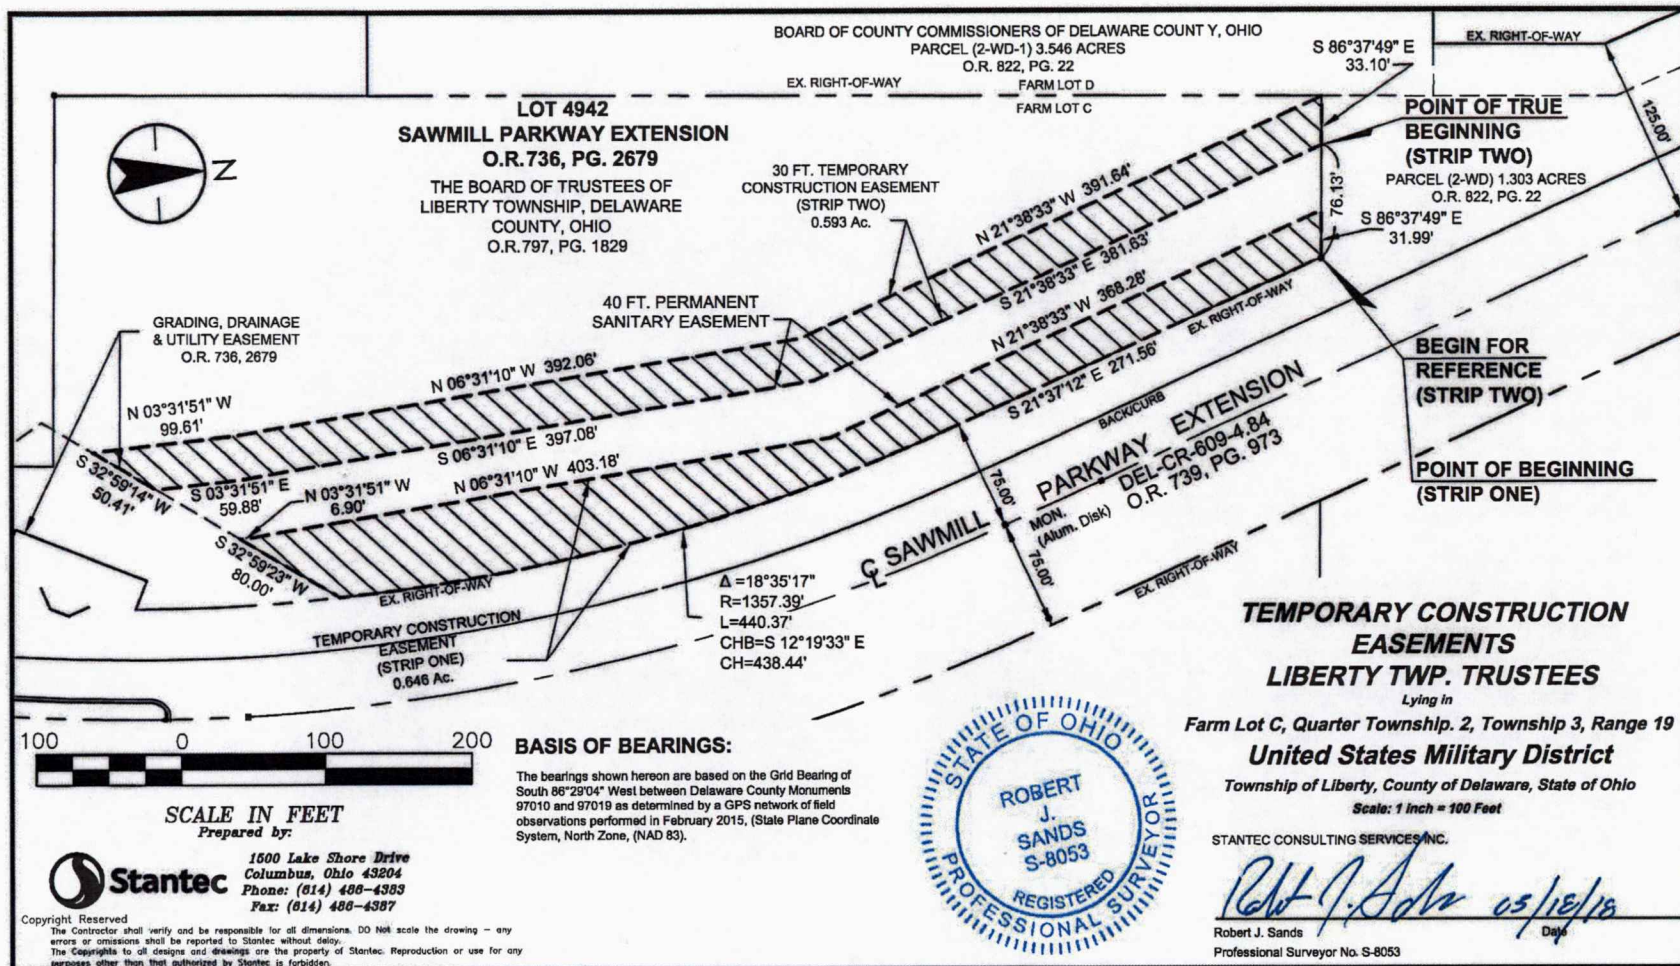 BOARD OF COUNTY COMMISSIONERS OF DELAWARE COUNT Y, OHIO
PARCEL (2-WD-1) 3.546 ACRES
O.R. 822, PG. 22
EX. RIGHT-OF-WAY
FARM LOT D
FARM LOT C
S 86°37'49" E
33.10'
EX. RIGHT-OF-WAY
125.00'
LOT 4942
SAWMILL PARKWAY EXTENSION
O.R.736, PG. 2679
THE BOARD OF TRUSTEES OF
LIBERTY TOWNSHIP, DELAWARE
COUNTY, OHIO
O.R.797, PG. 1829
N
30 FT. TEMPORARY
CONSTRUCTION EASEMENT
(STRIP TWO)
0.593 Ac.
POINT OF TRUE
BEGINNING
(STRIP TWO)
PARCEL (2-WD) 1.303 ACRES
O.R. 822, PG. 22
76.13'
S 86°37'49" E
31.99'
N 21°38'33" W 391.64'
S 21°38'33" E 381.63'
N 21°38'33" W 368.28'
EX. RIGHT-OF-WAY
S 21°37'12" E 271.56'
40 FT. PERMANENT
SANITARY EASEMENT
GRADING, DRAINAGE
& UTILITY EASEMENT
O.R. 736, 2679
N 06°31'10" W 392.06'
N 03°31'51" W
99.61'
S 06°31'10" E 397.08'
S 32°59'14" W
50.41'
S 03°31'51" E
59.88'
N 03°31'51" W
6.90'
N 06°31'10" W 403.18'
S 32°59'23" W
80.00'
EX. RIGHT-OF-WAY
TEMPORARY CONSTRUCTION
EASEMENT
(STRIP ONE)
0.646 Ac.
Δ =18°35'17"
R=1357.39'
L=440.37'
CHB=S 12°19'33" E
CH=438.44'
BACK/CURB
℄ SAWMILL PARKWAY EXTENSION
MON.
(Alum. Disk)
DEL-CR-609-4.84
O.R. 739, PG. 973
75.00'
75.00'
EX. RIGHT-OF-WAY
BEGIN FOR
REFERENCE
(STRIP TWO)
POINT OF BEGINNING
(STRIP ONE)
TEMPORARY CONSTRUCTION
EASEMENTS
LIBERTY TWP. TRUSTEES
Lying in
Farm Lot C, Quarter Township. 2, Township 3, Range 19
United States Military District
Township of Liberty, County of Delaware, State of Ohio
Scale: 1 inch = 100 Feet
STANTEC CONSULTING SERVICES INC.
Robert J. Sands 05/18/18
Robert J. Sands Date
Professional Surveyor No. S-8053
100 0 100 200
SCALE IN FEET
Prepared by:
Stantec
1500 Lake Shore Drive
Columbus, Ohio 43204
Phone: (614) 486-4383
Fax: (614) 486-4387
BASIS OF BEARINGS:
The bearings shown hereon are based on the Grid Bearing of
South 86°29'04" West between Delaware County Monuments
97010 and 97019 as determined by a GPS network of field
observations performed in February 2015, (State Plane Coordinate
System, North Zone, (NAD 83).
STATE OF OHIO
ROBERT
J.
SANDS
S-8053
REGISTERED
PROFESSIONAL SURVEYOR
Copyright Reserved
The Contractor shall verify and be responsible for all dimensions. DO Not scale the drawing - any
errors or omissions shall be reported to Stantec without delay.
The Copyrights to all designs and drawings are the property of Stantec. Reproduction or use for any
purposes other than that authorized by Stantec is forbidden.